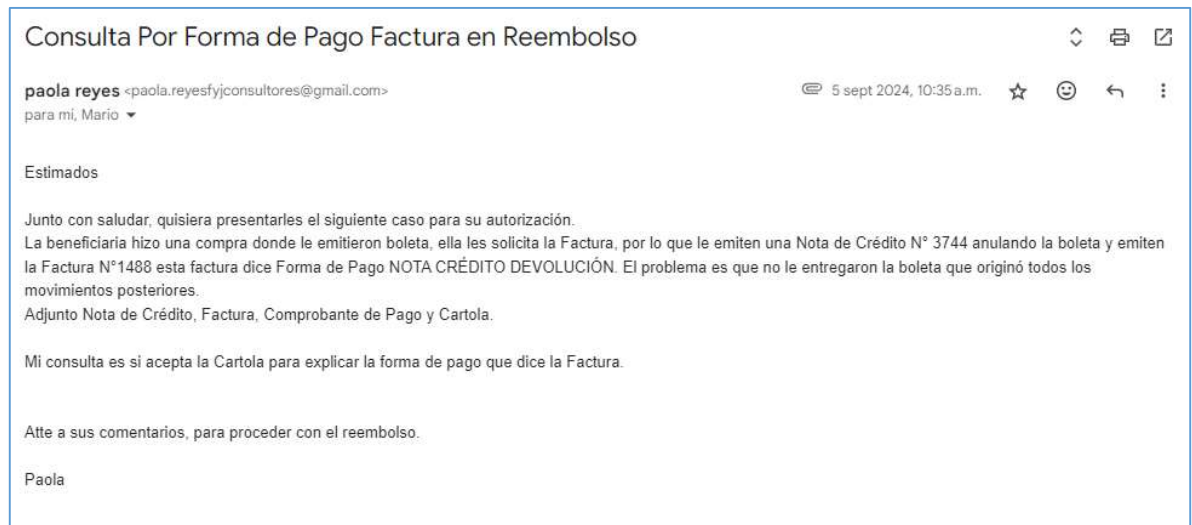 Consulta Por Forma de Pago Factura en Reembolso
paola reyes <paola.reyesfyjconsultores@gmail.com>
5 sept 2024, 10:35 a.m.
para mí, Mario
Estimados
Junto con saludar, quisiera presentarles el siguiente caso para su autorización.
La beneficiaria hizo una compra donde le emitieron boleta, ella les solicita la Factura, por lo que le emiten una Nota de Crédito N° 3744 anulando la boleta y emiten
la Factura N°1488 esta factura dice Forma de Pago NOTA CRÉDITO DEVOLUCIÓN. El problema es que no le entregaron la boleta que originó todos los
movimientos posteriores.
Adjunto Nota de Crédito, Factura, Comprobante de Pago y Cartola.
Mi consulta es si acepta la Cartola para explicar la forma de pago que dice la Factura.
Atte a sus comentarios, para proceder con el reembolso.
Paola